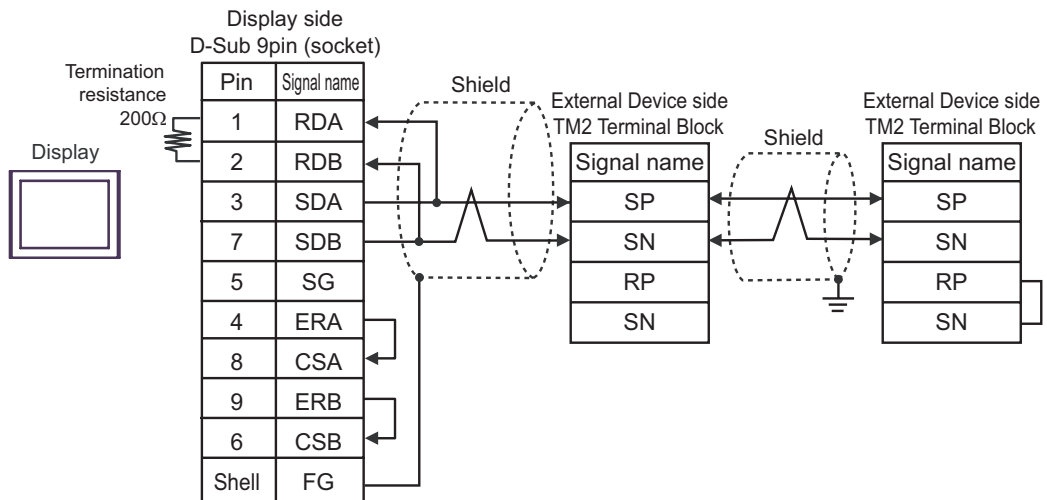 Display side
D-Sub 9pin (socket)
Termination
resistance
200Ω
Display
Pin Signal name
1 RDA
2 RDB
3 SDA
7 SDB
5 SG
4 ERA
8 CSA
9 ERB
6 CSB
Shell FG
Shield
External Device side
TM2 Terminal Block
Signal name
SP
SN
RP
SN
Shield
External Device side
TM2 Terminal Block
Signal name
SP
SN
RP
SN